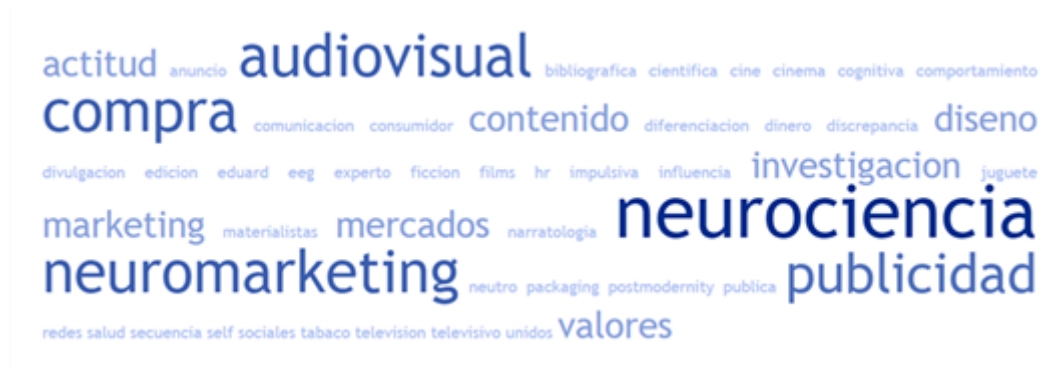 actitud anuncio audiovisual bibliografica cientifica cine cinema cognitiva comportamiento
compra comunicacion consumidor contenido diferenciacion dinero discrepancia diseno
divulgacion edicion eduard eeg experto ficcion films hr impulsiva influencia investigacion juguete
marketing materialistas mercados narratologia neurociencia
neuromarketing neutro packaging postmodernity publica publicidad
redes salud secuencia self sociales tabaco television televisivo unidos valores